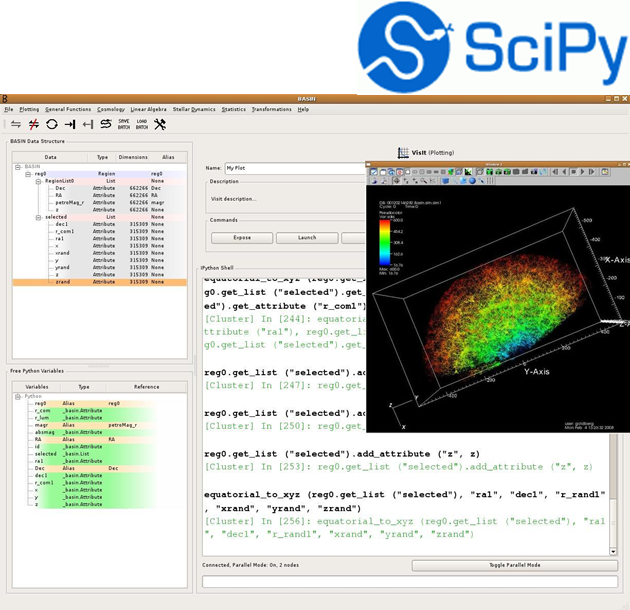 SciPy
BASIN
File Plotting General Functions Cosmology Linear Algebra Stellar Dynamics Statistics Transformations Help
SAVE BATCH LOAD BATCH
BASIN Data Structure
Data Type Dimensions Alias
BASIN
reg0 Region reg0
RegionList0 List None
Dec Attribute 662266 Dec
RA Attribute 662266 RA
petroMag_r Attribute 662266 magr
z Attribute 662266 None
selected List None
dec1 Attribute 315309 None
r_com1 Attribute 315309 None
ra1 Attribute 315309 None
x Attribute 315309 None
xrand Attribute 315309 None
y Attribute 315309 None
yrand Attribute 315309 None
z Attribute 315309 None
zrand Attribute 315309 None
Free Python Variables
Variables Type Reference
Python
reg0 Alias reg0
r_com _basin.Attribute
r_lum _basin.Attribute
magr Alias petroMag_r
absmag _basin.Attribute
RA Alias RA
id _basin.Attribute
selected _basin.List
ra1 _basin.Attribute
Dec Alias Dec
dec1 _basin.Attribute
r_com1 _basin.Attribute
x _basin.Attribute
y _basin.Attribute
z _basin.Attribute
VisIt (Plotting)
Name: My Plot
Description
Visit description...
Commands
Expose Launch
IPython Shell
equatorial_to_xyz (reg0.get_
g0.get_list ("selected").get_
ed").get_attribute ("r_com1")
[Cluster] In [244]: equator
ttribute ("ra1"), reg0.get_l
g0.get_list ("selected").get_
reg0.get_list ("selected").a
[Cluster] In [247]: reg0.get_
reg0.get_list ("selected").a
[Cluster] In [250]: reg0.get_
reg0.get_list ("selected").add_attribute ("z", z)
[Cluster] In [253]: reg0.get_list ("selected").add_attribute ("z", z)
equatorial_to_xyz (reg0.get_list ("selected"), "ra1", "dec1", "r_rand1"
, "xrand", "yrand", "zrand")
[Cluster] In [256]: equatorial_to_xyz (reg0.get_list ("selected"), "ra1
", "dec1", "r_rand1", "xrand", "yrand", "zrand")
Connected, Parallel Mode: On, 2 nodes
Toggle Parallel Mode
Pseudocolor
X-Axis
Y-Axis
Z
Y
X
user: goldberg